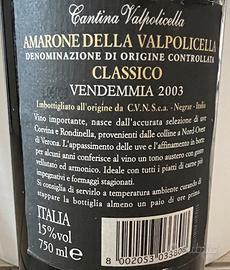 Cantina Valpolicella
AMARONE DELLA VALPOLICELLA
DENOMINAZIONE DI ORIGINE CONTROLLATA
CLASSICO
VENDEMMIA 2003
Imbottigliato all'origine da C.V.N. S.c.a. - Negrar - Italia
Vino importante, nasce dall'accurata selezione di uve
Corvina e Rondinella, provenienti dalle colline a Nord-Ovest
di Verona. L'appassimento delle uve e l'affinamento in botte
per alcuni anni conferisce al vino un tono austero con gusto
vellutato ed armonico. Ideale con tutti i piatti di carne più
impegnative e formaggi stagionati.
Si consiglia di servirlo a temperatura ambiente curando di
stappare la bottiglia almeno un paio di ore prima.
ITALIA
15%vol
750 ml e
8 002053 033805